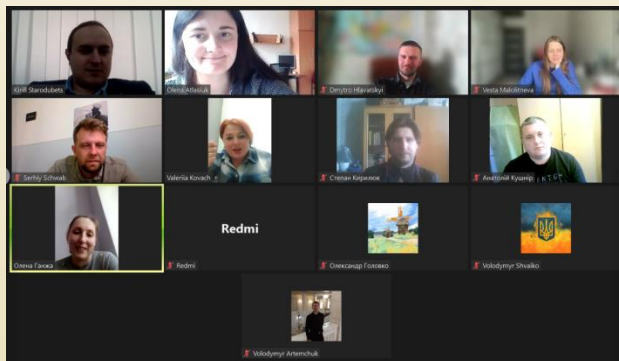 Kirill Starodubets
Olena Atlasiuk
Dmytro Hlavatskyi
Vesta Malolitneva
Serhiy Schwab
Valeriia Kovach
Степан Кирилюк
Анатолій Кушнір
Олена Ганжа
Redmi
Redmi
Олександр Головко
Volodymyr Shvaiko
Volodymyr Artemchuk